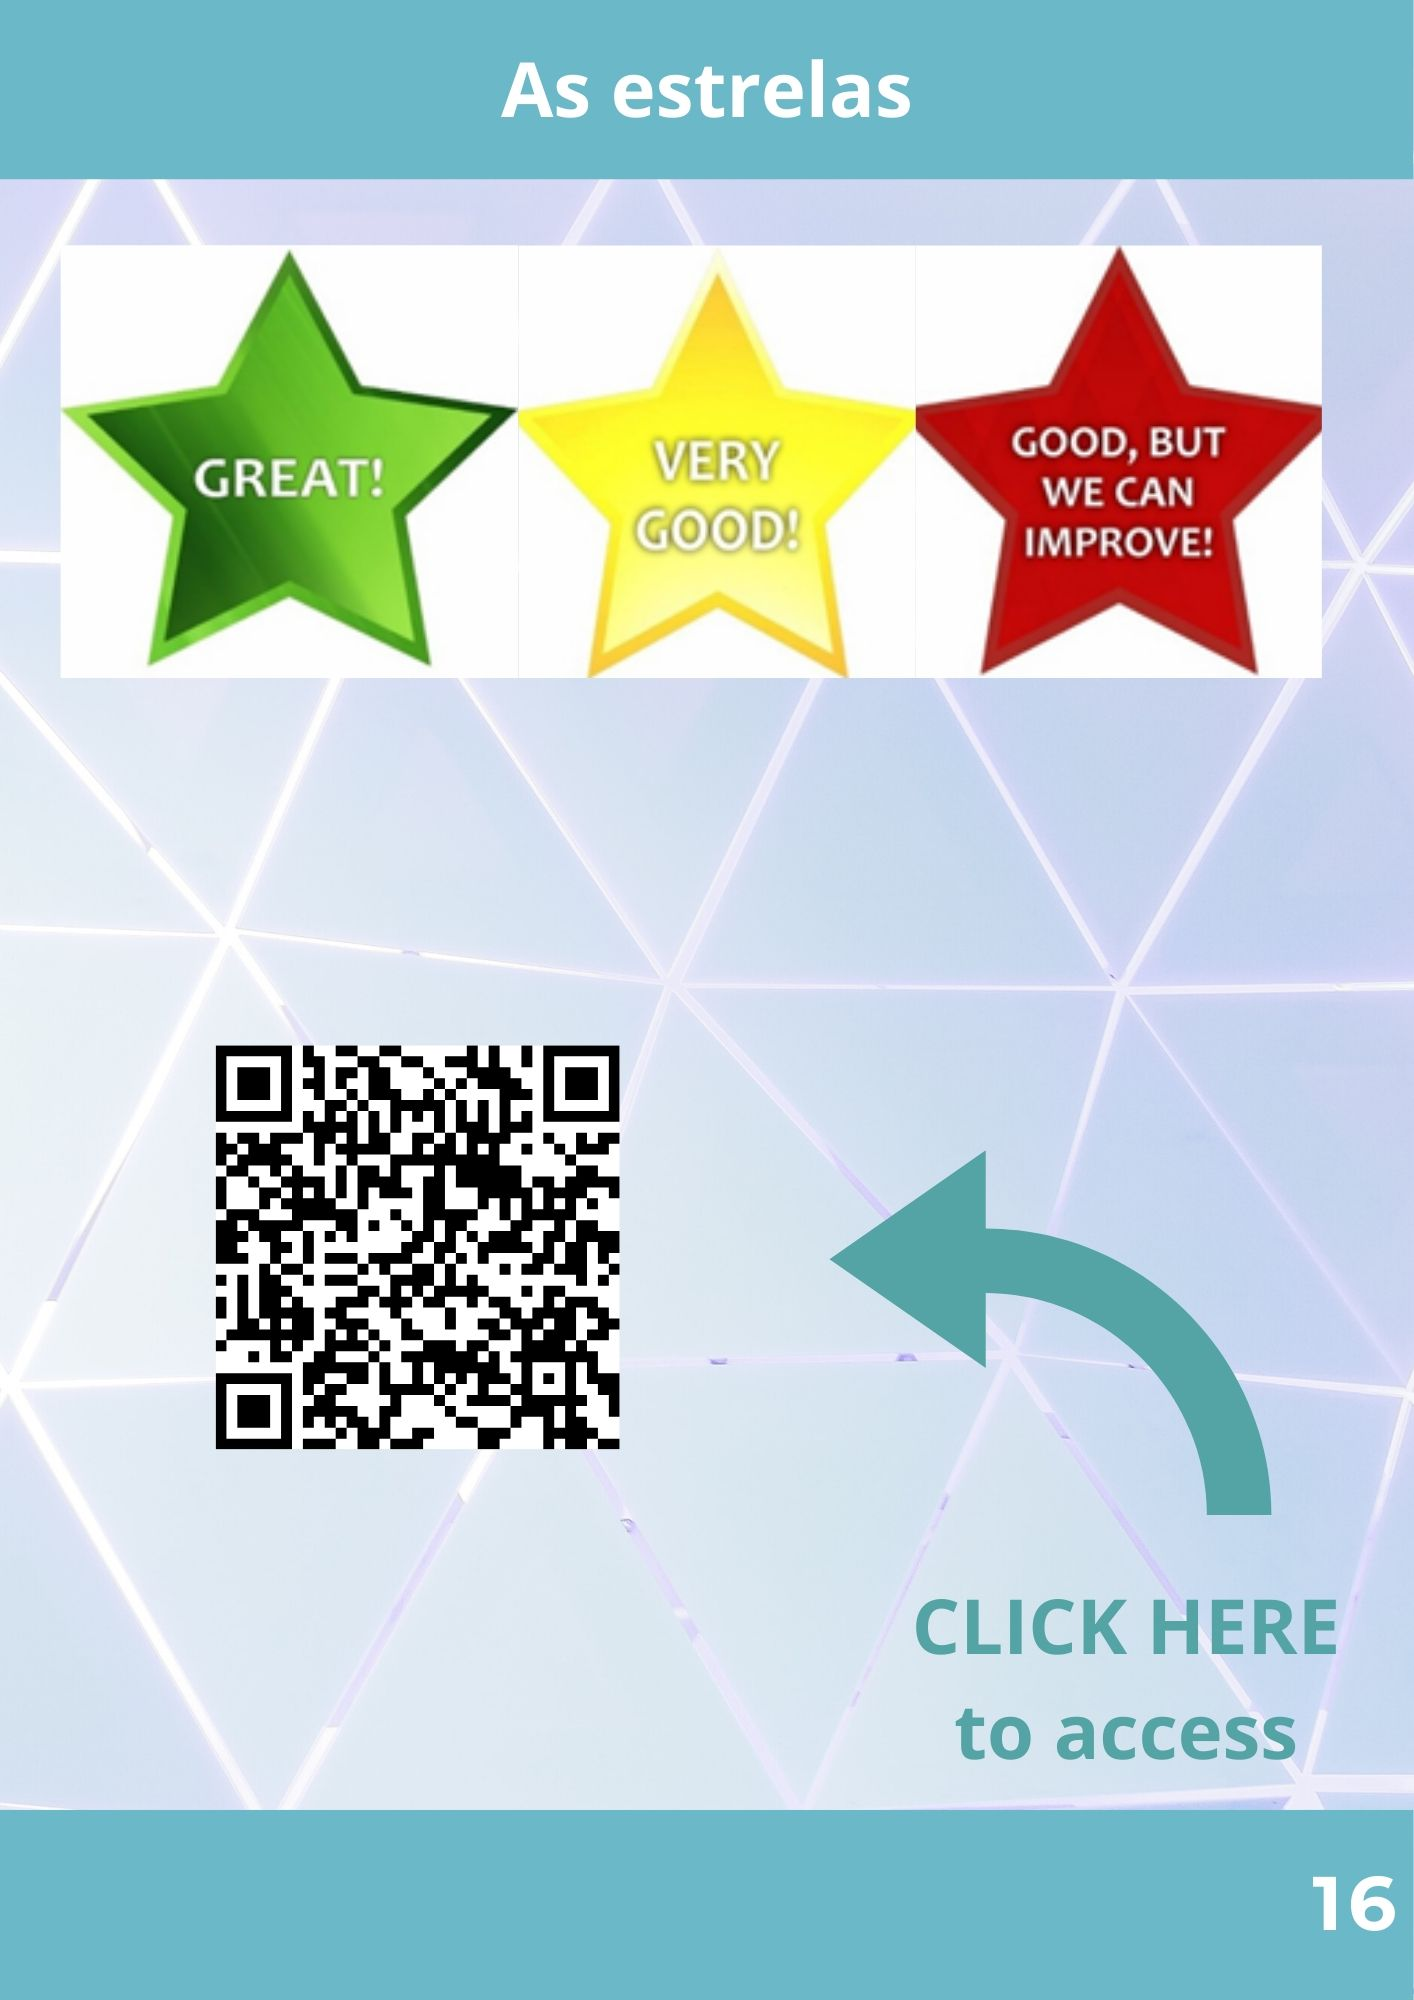 As estrelas
GREAT!
VERY
GOOD!
GOOD, BUT
WE CAN
IMPROVE!
CLICK HERE
to access
16